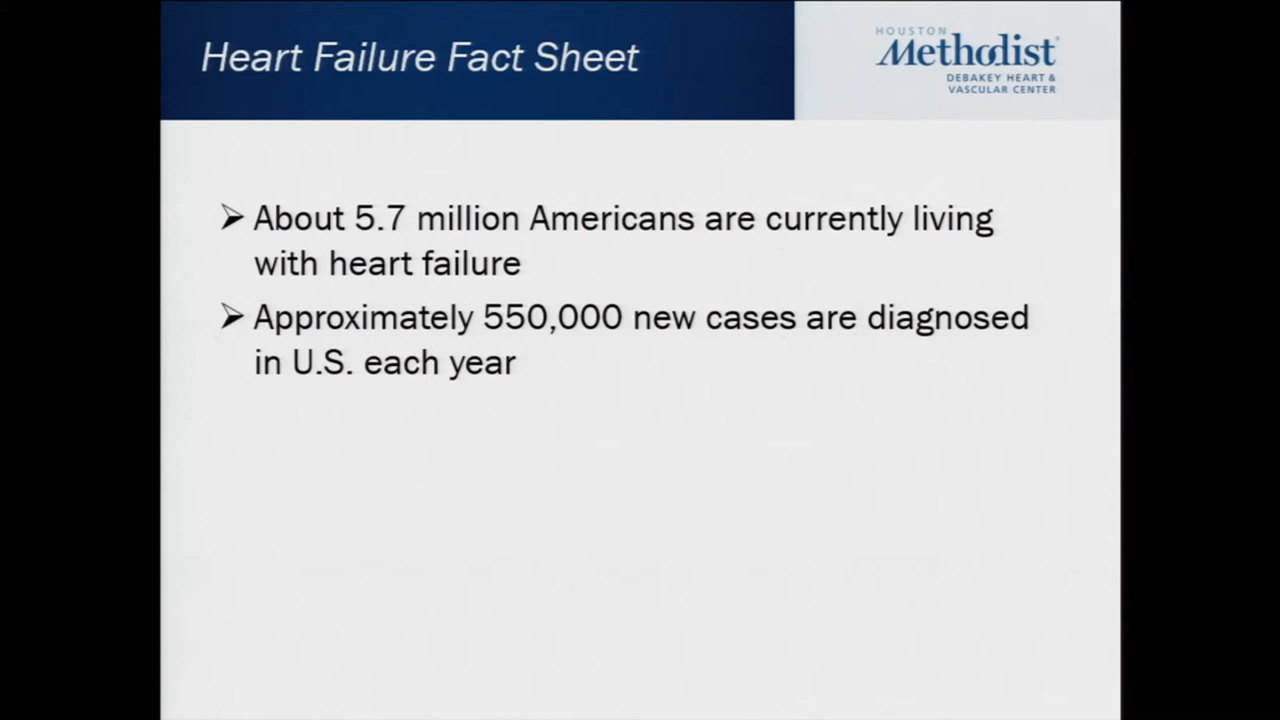 Heart Failure Fact Sheet
HOUSTON
Methodist
DEBAKEY HEART &
VASCULAR CENTER
➢ About 5.7 million Americans are currently living
with heart failure
➢ Approximately 550,000 new cases are diagnosed
in U.S. each year